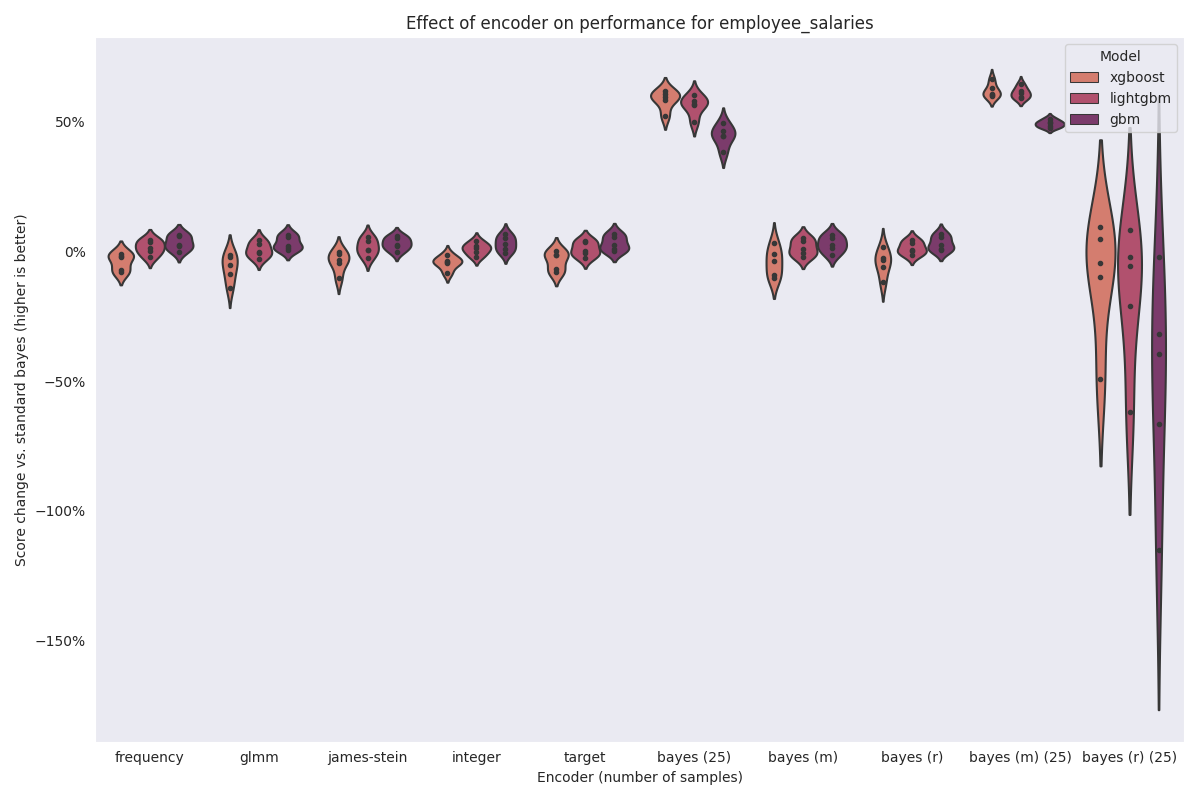 Effect of encoder on performance for employee_salaries
Model
xgboost
lightgbm
gbm
Score change vs. standard bayes (higher is better)
50%
0%
−50%
−100%
−150%
frequency glmm james-stein integer target bayes (25) bayes (m) bayes (r) bayes (m) (25) bayes (r) (25)
Encoder (number of samples)